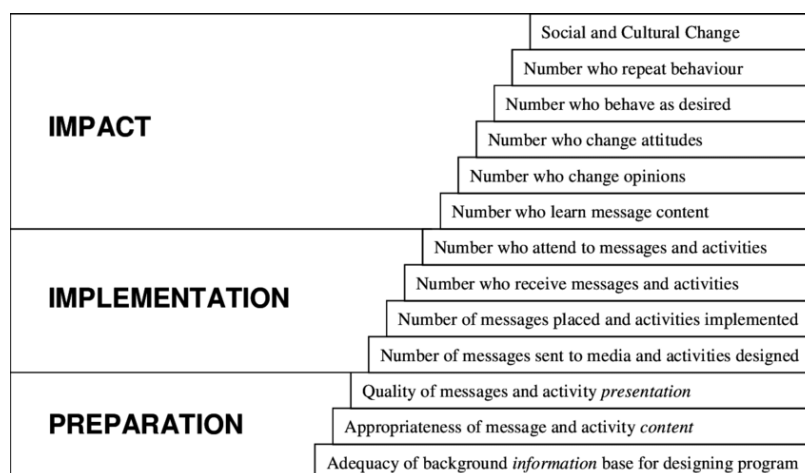 Social and Cultural Change
Number who repeat behaviour
Number who behave as desired
IMPACT
Number who change attitudes
Number who change opinions
Number who learn message content
Number who attend to messages and activities
Number who receive messages and activities
IMPLEMENTATION
Number of messages placed and activities implemented
Number of messages sent to media and activities designed
Quality of messages and activity presentation
PREPARATION
Appropriateness of message and activity content
Adequacy of background information base for designing program